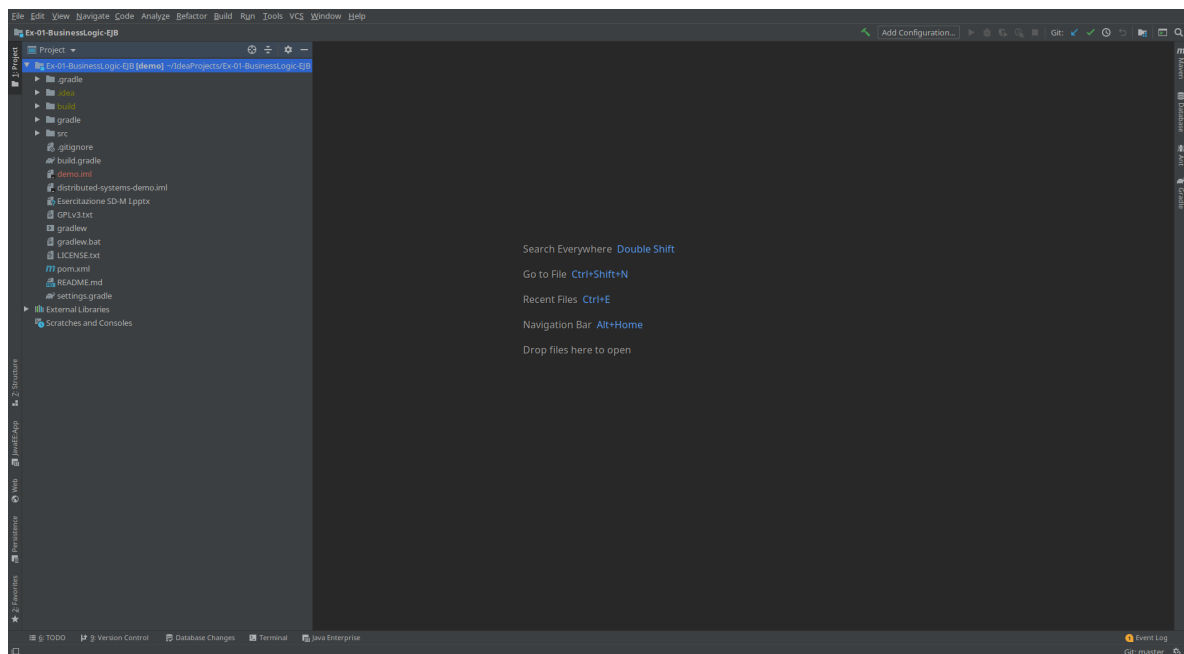 File Edit View Navigate Code Analyze Refactor Build Run Tools VCS Window Help
Ex-01-BusinessLogic-EJB
Add Configuration...
Git:
1: Project
Project
Ex-01-BusinessLogic-EJB [demo] ~/IdeaProjects/Ex-01-BusinessLogic-EJB
.gradle
.idea
build
gradle
src
.gitignore
build.gradle
demo.iml
distributed-systems-demo.iml
Esercitazione SD-M I.pptx
GPLv3.txt
gradlew
gradlew.bat
LICENSE.txt
pom.xml
README.md
settings.gradle
External Libraries
Scratches and Consoles
Search Everywhere Double Shift
Go to File Ctrl+Shift+N
Recent Files Ctrl+E
Navigation Bar Alt+Home
Drop files here to open
Maven
Database
Ant
Gradle
2: Structure
JavaEE:App
Web
Persistence
2: Favorites
6: TODO
9: Version Control
Database Changes
Terminal
Java Enterprise
1 Event Log
Git: master